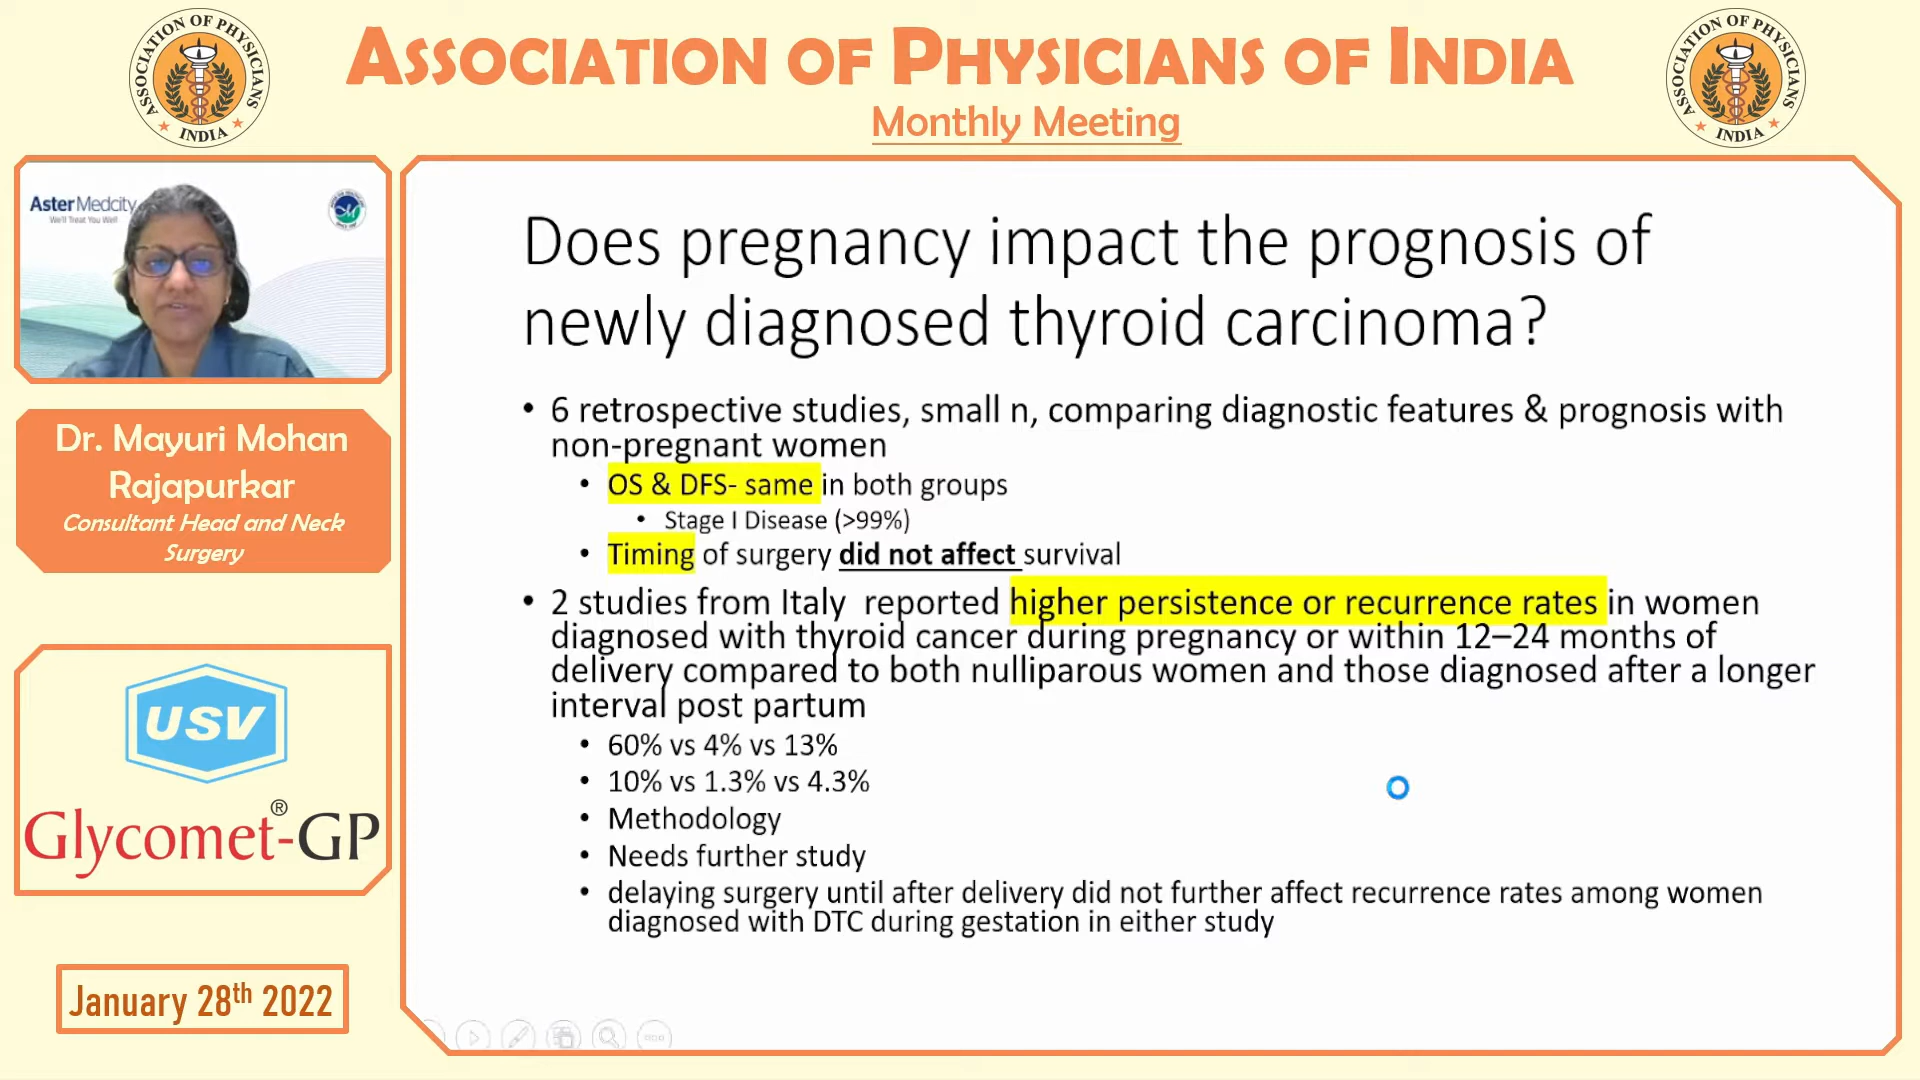 ASSOCIATION OF PHYSICIANS OF INDIA
Monthly Meeting
ASSOCIATION OF PHYSICIANS
INDIA
ASSOCIATION OF PHYSICIANS
INDIA
Aster Medcity
We'll Treat You Well
Dr. Mayuri Mohan
Rajapurkar
Consultant Head and Neck
Surgery
USV
Glycomet®-GP
January 28th 2022
Does pregnancy impact the prognosis of
newly diagnosed thyroid carcinoma?
• 6 retrospective studies, small n, comparing diagnostic features & prognosis with
non-pregnant women
• OS & DFS- same in both groups
• Stage I Disease (>99%)
• Timing of surgery did not affect survival
• 2 studies from Italy reported higher persistence or recurrence rates in women
diagnosed with thyroid cancer during pregnancy or within 12–24 months of
delivery compared to both nulliparous women and those diagnosed after a longer
interval post partum
• 60% vs 4% vs 13%
• 10% vs 1.3% vs 4.3%
• Methodology
• Needs further study
• delaying surgery until after delivery did not further affect recurrence rates among women
diagnosed with DTC during gestation in either study